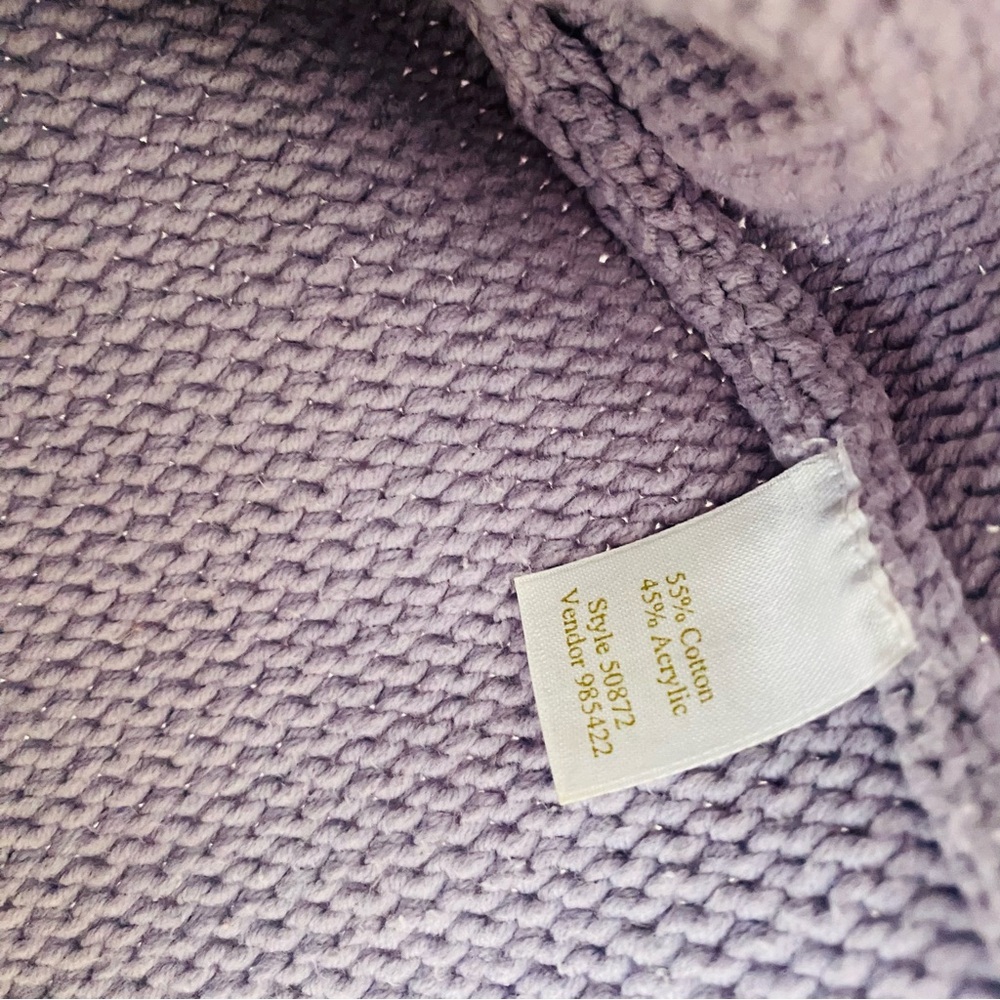 55% Cotton
45% Acrylic
Style 50872
Vendor 985422